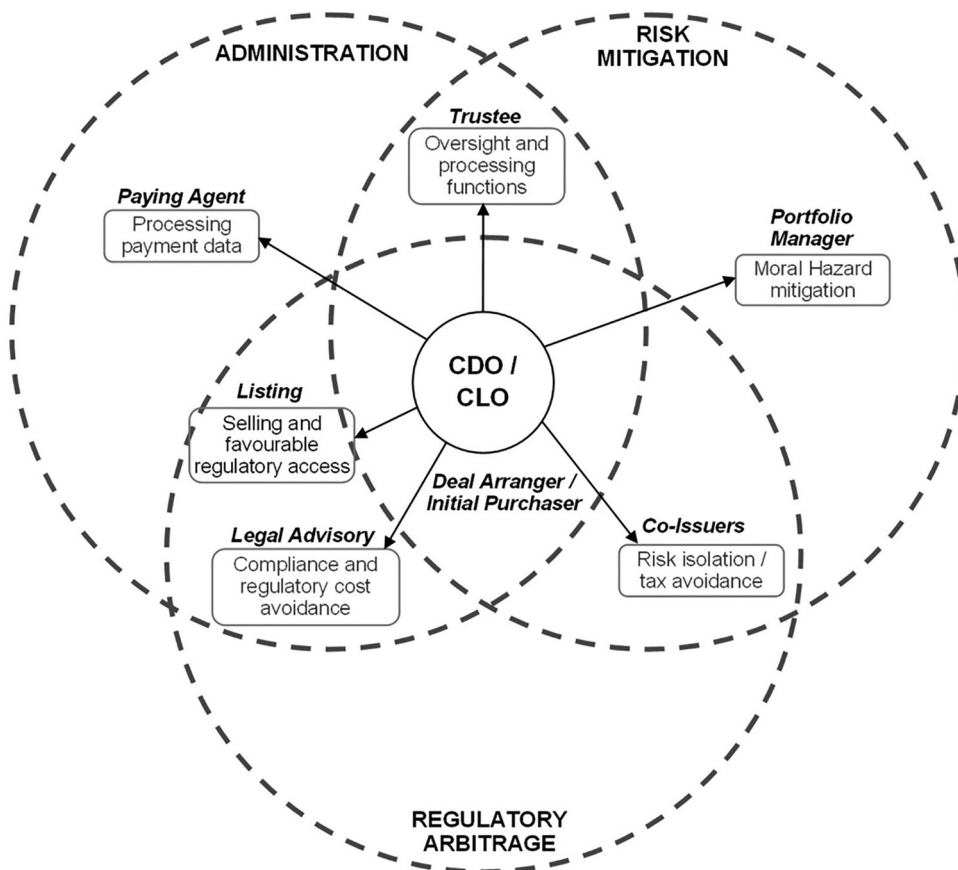 ADMINISTRATION
RISK
MITIGATION
Trustee
Oversight and
processing
functions
Paying Agent
Processing
payment data
Portfolio
Manager
Moral Hazard
mitigation
CDO /
CLO
Listing
Selling and
favourable
regulatory access
Deal Arranger /
Initial Purchaser
Legal Advisory
Compliance and
regulatory cost
avoidance
Co-Issuers
Risk isolation /
tax avoidance
REGULATORY
ARBITRAGE